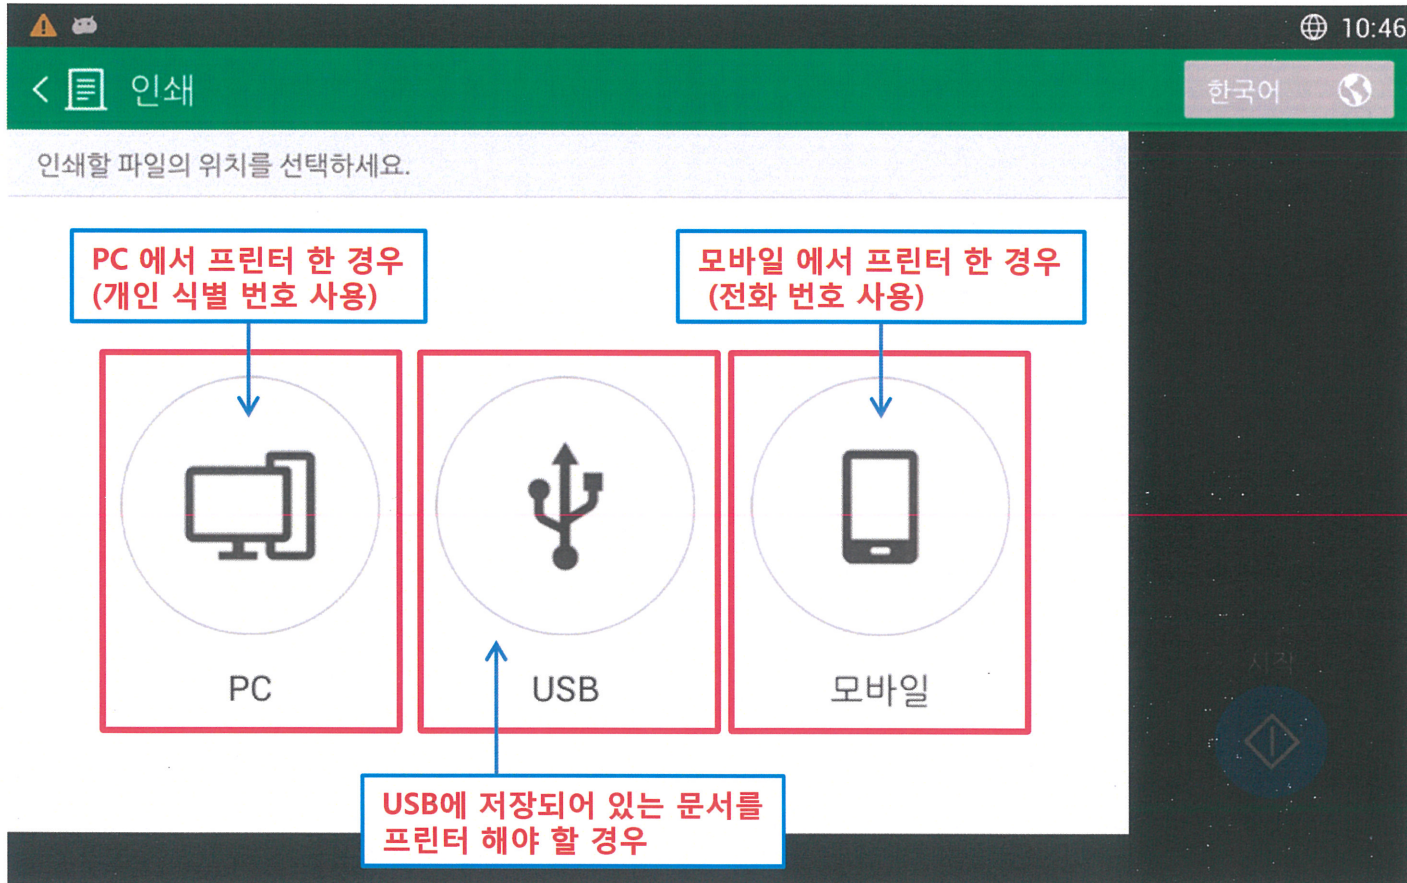 10:46
인쇄
한국어
인쇄할 파일의 위치를 선택하세요.
PC 에서 프린터 한 경우
(개인 식별 번호 사용)
모바일 에서 프린터 한 경우
(전화 번호 사용)
PC
USB
모바일
시작
USB에 저장되어 있는 문서를
프린터 해야 할 경우